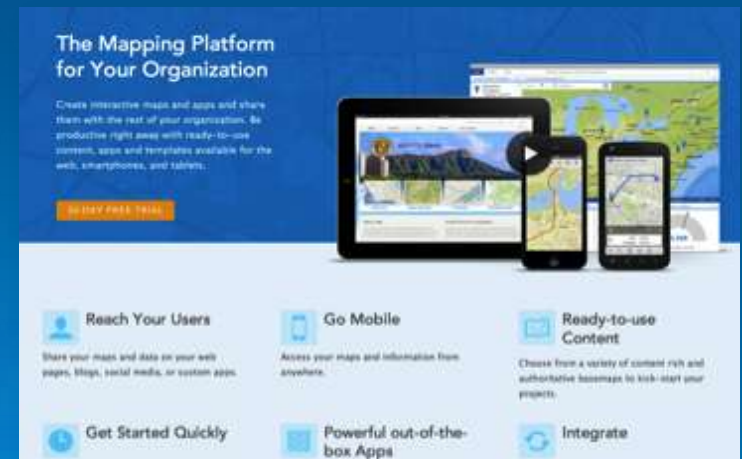 The Mapping Platform
for Your Organization
Create interactive maps and apps and share
them with the rest of your organization. Be
productive right away with ready-to-use
content, apps and templates available for the
web, smartphones, and tablets.
30 DAY FREE TRIAL
Reach Your Users
Share your maps and data on your web
pages, blogs, social media, or custom apps.
Go Mobile
Access your maps and information from
anywhere.
Ready-to-use
Content
Choose from a variety of content rich and
authoritative basemaps to kick-start your
projects.
Get Started Quickly
Powerful out-of-the-
box Apps
Integrate